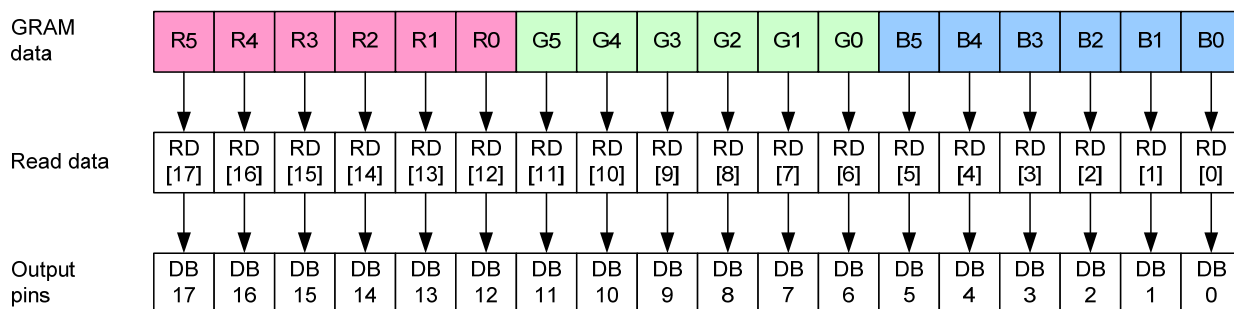 GRAM data R5 R4 R3 R2 R1 R0 G5 G4 G3 G2 G1 G0 B5 B4 B3 B2 B1 B0
Read data RD [17] RD [16] RD [15] RD [14] RD [13] RD [12] RD [11] RD [10] RD [9] RD [8] RD [7] RD [6] RD [5] RD [4] RD [3] RD [2] RD [1] RD [0]
Output pins DB 17 DB 16 DB 15 DB 14 DB 13 DB 12 DB 11 DB 10 DB 9 DB 8 DB 7 DB 6 DB 5 DB 4 DB 3 DB 2 DB 1 DB 0